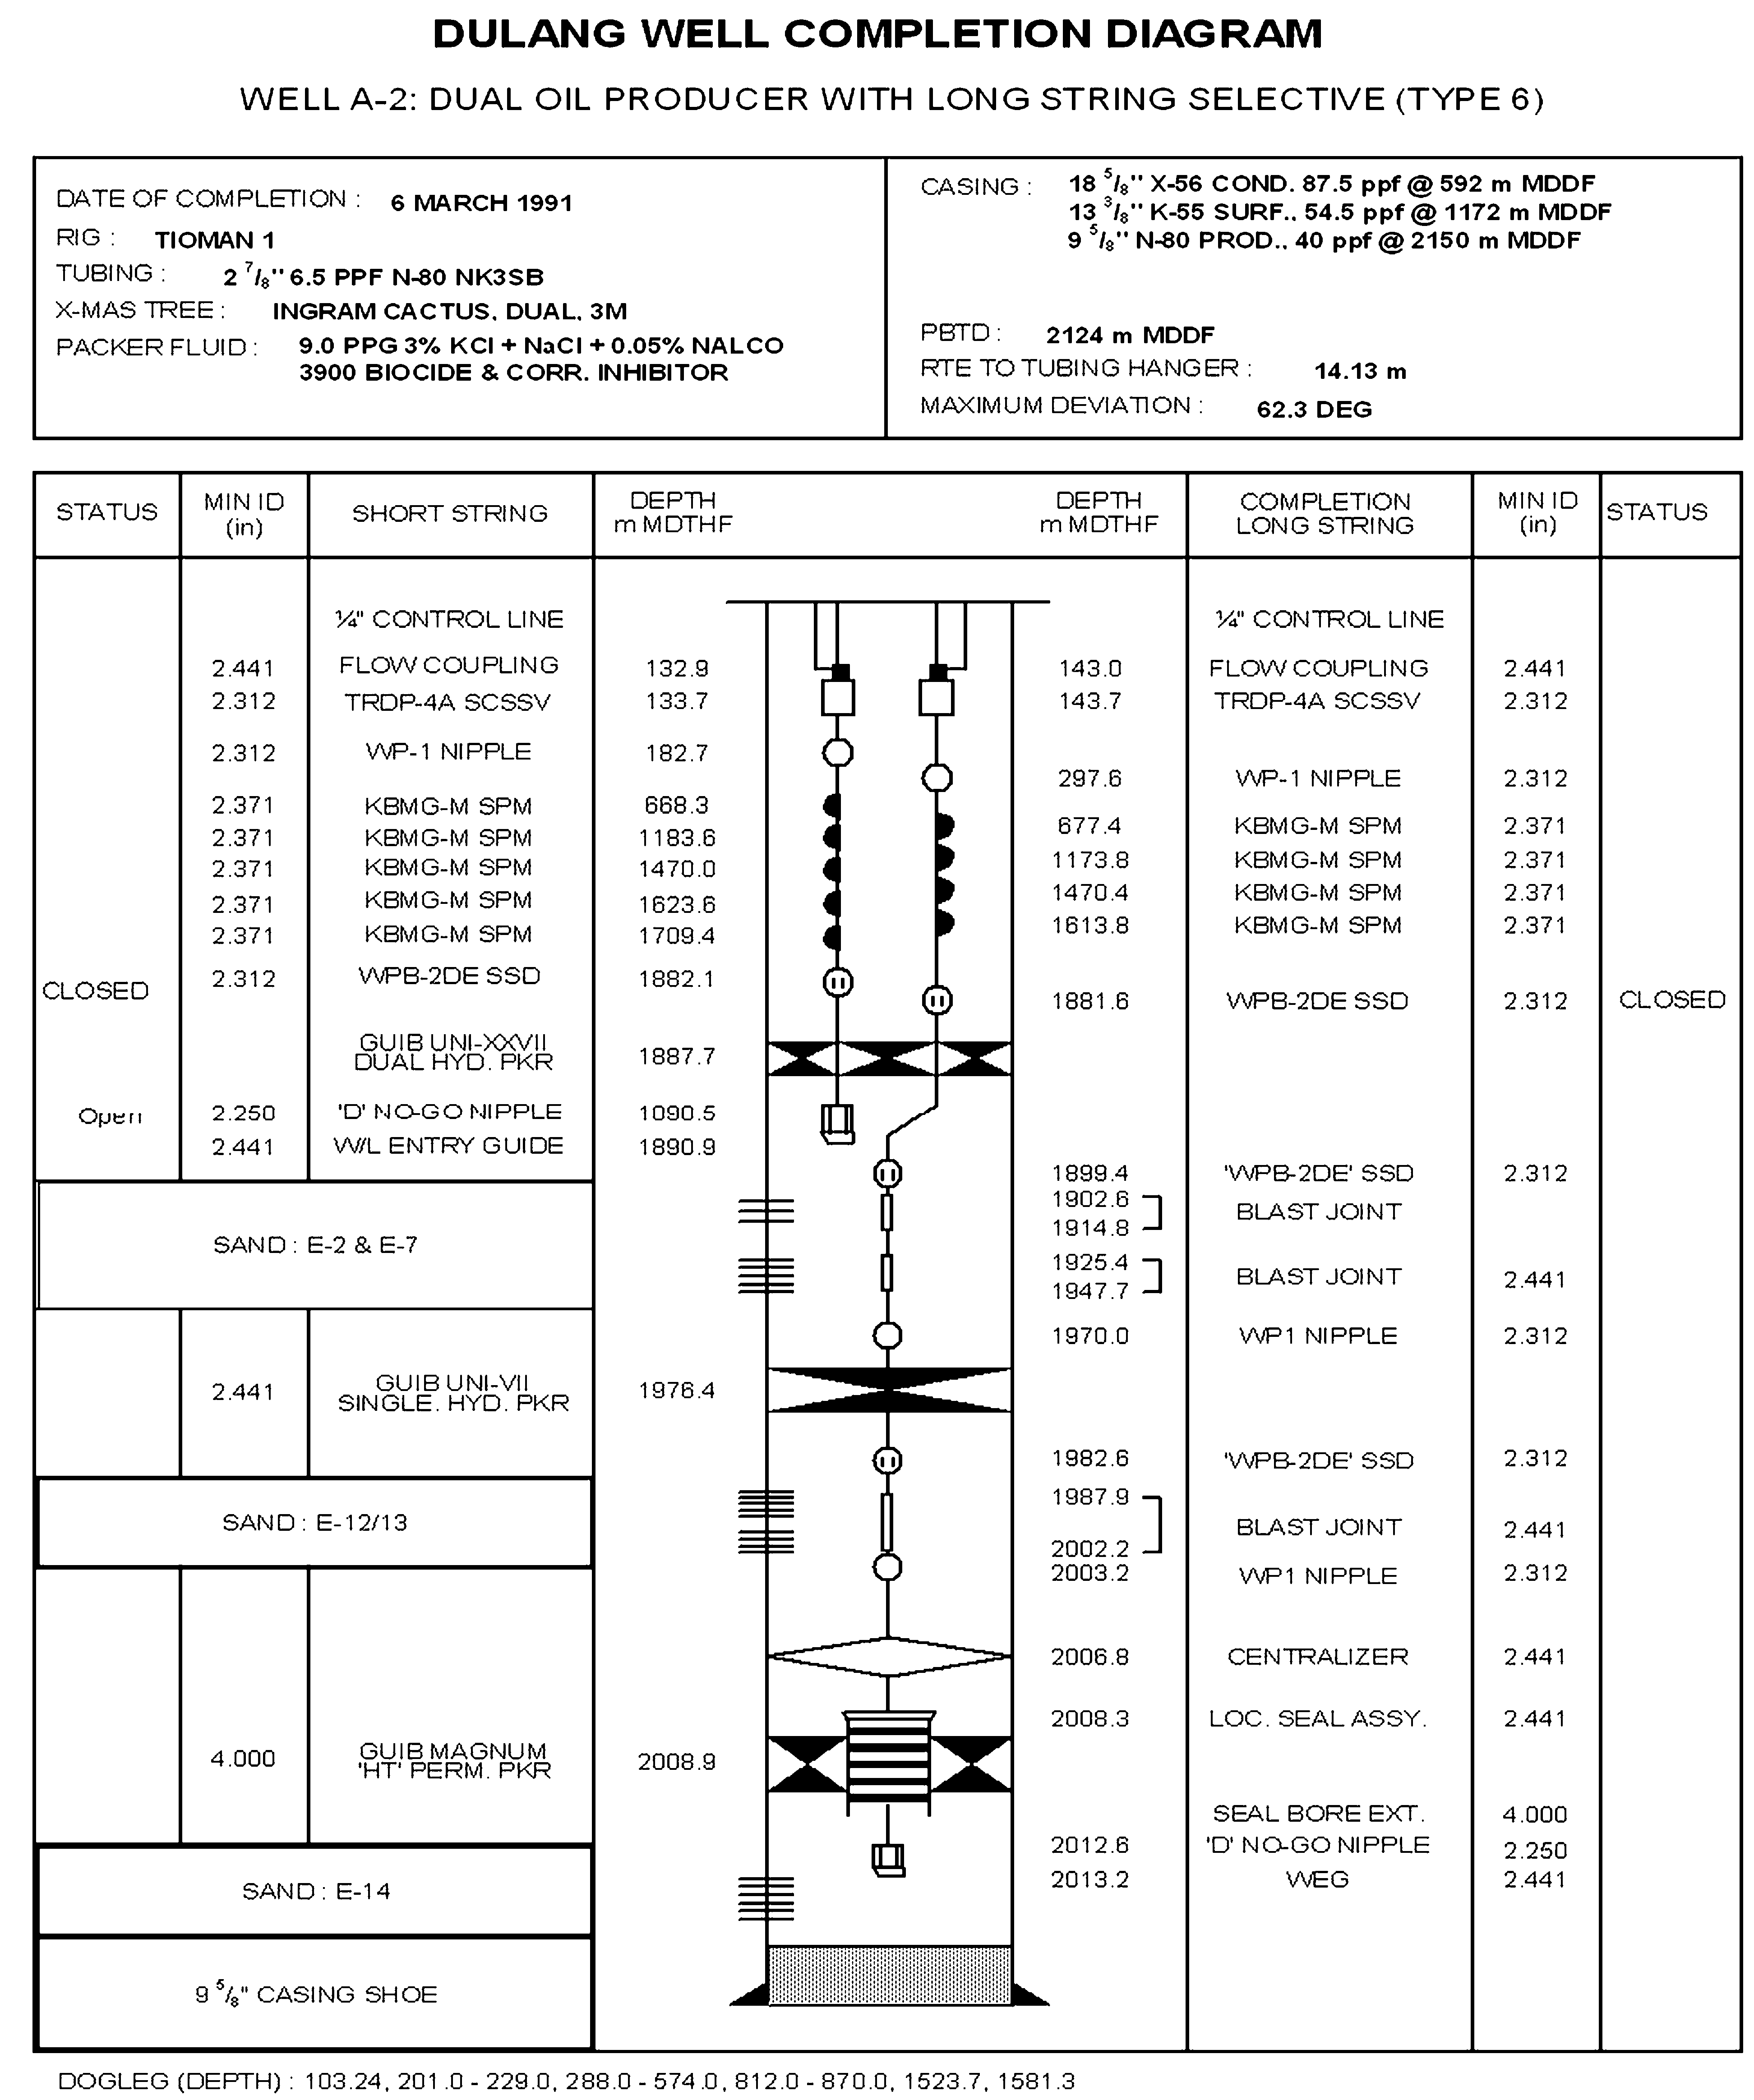 DULANG WELL COMPLETION DIAGRAM
WELL A-2: DUAL OIL PRODUCER WITH LONG STRING SELECTIVE (TYPE 6)
DATE OF COMPLETION : 6 MARCH 1991
RIG : TIOMAN 1
TUBING : 2 7/8" 6.5 PPF N-80 NK3SB
X-MAS TREE : INGRAM CACTUS, DUAL, 3M
PACKER FLUID : 9.0 PPG 3% KCl + NaCl + 0.05% NALCO
3900 BIOCIDE & CORR. INHIBITOR
CASING : 18 5/8" X-56 COND. 87.5 ppf @ 592 m MDDF
13 3/8" K-55 SURF., 54.5 ppf @ 1172 m MDDF
9 5/8" N-80 PROD., 40 ppf @ 2150 m MDDF
PBTD : 2124 m MDDF
RTE TO TUBING HANGER : 14.13 m
MAXIMUM DEVIATION : 62.3 DEG
STATUS MIN ID (in) SHORT STRING DEPTH m MDTHF DEPTH m MDTHF COMPLETION LONG STRING MIN ID (in) STATUS
¼" CONTROL LINE ¼" CONTROL LINE
2.441 FLOW COUPLING 132.9 143.0 FLOW COUPLING 2.441
2.312 TRDP-4A SCSSV 133.7 143.7 TRDP-4A SCSSV 2.312
2.312 WP-1 NIPPLE 182.7
297.6 WP-1 NIPPLE 2.312
2.371 KBMG-M SPM 668.3
677.4 KBMG-M SPM 2.371
2.371 KBMG-M SPM 1183.6
1173.8 KBMG-M SPM 2.371
2.371 KBMG-M SPM 1470.0
1470.4 KBMG-M SPM 2.371
2.371 KBMG-M SPM 1623.6
1613.8 KBMG-M SPM 2.371
2.371 KBMG-M SPM 1709.4
CLOSED 2.312 WPB-2DE SSD 1882.1
1881.6 WPB-2DE SSD 2.312 CLOSED
GUIB UNI-XXVII
DUAL HYD. PKR 1887.7
Open 2.250 'D' NO-GO NIPPLE 1090.5
2.441 W/L ENTRY GUIDE 1890.9
1899.4 'WPB-2DE' SSD 2.312
1902.6
BLAST JOINT
1914.8
SAND : E-2 & E-7
1925.4
BLAST JOINT 2.441
1947.7
1970.0 WP1 NIPPLE 2.312
2.441 GUIB UNI-VII
SINGLE. HYD. PKR 1976.4
1982.6 'WPB-2DE' SSD 2.312
1987.9
SAND : E-12/13
BLAST JOINT 2.441
2002.2
2003.2 WP1 NIPPLE 2.312
2006.8 CENTRALIZER 2.441
2008.3 LOC. SEAL ASSY. 2.441
4.000 GUIB MAGNUM
'HT' PERM. PKR 2008.9
SEAL BORE EXT. 4.000
2012.6 'D' NO-GO NIPPLE 2.250
2013.2 WEG 2.441
SAND : E-14
9 5/8" CASING SHOE
DOGLEG (DEPTH) : 103.24, 201.0 - 229.0, 288.0 - 574.0, 812.0 - 870.0, 1523.7, 1581.3